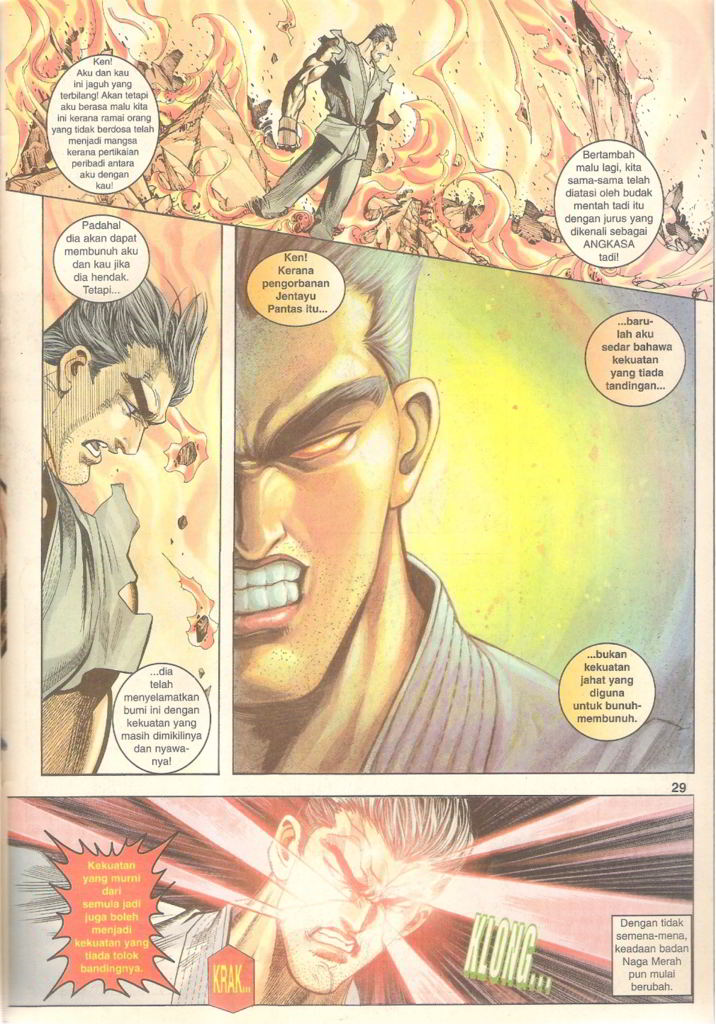 Ken!
Aku dan kau
ini jaguh yang
terbilang! Akan tetapi
aku berasa malu kita
ini kerana ramai orang
yang tidak berdosa telah
menjadi mangsa
kerana pertikaian
peribadi antara
aku dengan
kau!
Bertambah
malu lagi, kita
sama-sama telah
diatasi oleh budak
mentah tadi itu
dengan jurus yang
dikenali sebagai
ANGKASA
tadi!
Padahal
dia akan dapat
membunuh aku
dan kau jika
dia hendak.
Tetapi...
...dia
telah
menyelamatkan
bumi ini dengan
kekuatan yang
masih dimikilinya
dan nyawa-
nya!
Ken!
Kerana
pengorbanan
Jentayu
Pantas itu...
...baru-
lah aku
sedar bahawa
kekuatan
yang tiada
tandingan...
...bukan
kekuatan
jahat yang
diguna
untuk bunuh-
membunuh.
29
Kekuatan
yang murni
dari
semula jadi
juga boleh
menjadi
kekuatan yang
tiada tolok
bandingnya.
KRAK...
KLONG...
Dengan tidak
semena-mena,
keadaan badan
Naga Merah
pun mulai
berubah.